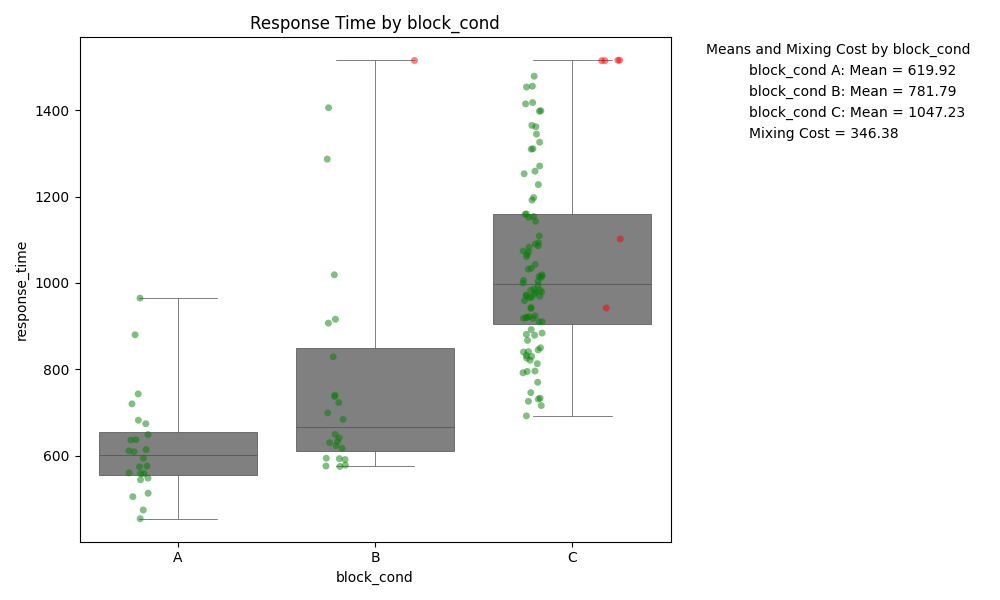 Response Time by block_cond
Means and Mixing Cost by block_cond
block_cond A: Mean = 619.92
block_cond B: Mean = 781.79
block_cond C: Mean = 1047.23
Mixing Cost = 346.38
response_time
1400
1200
1000
800
600
A B C
block_cond